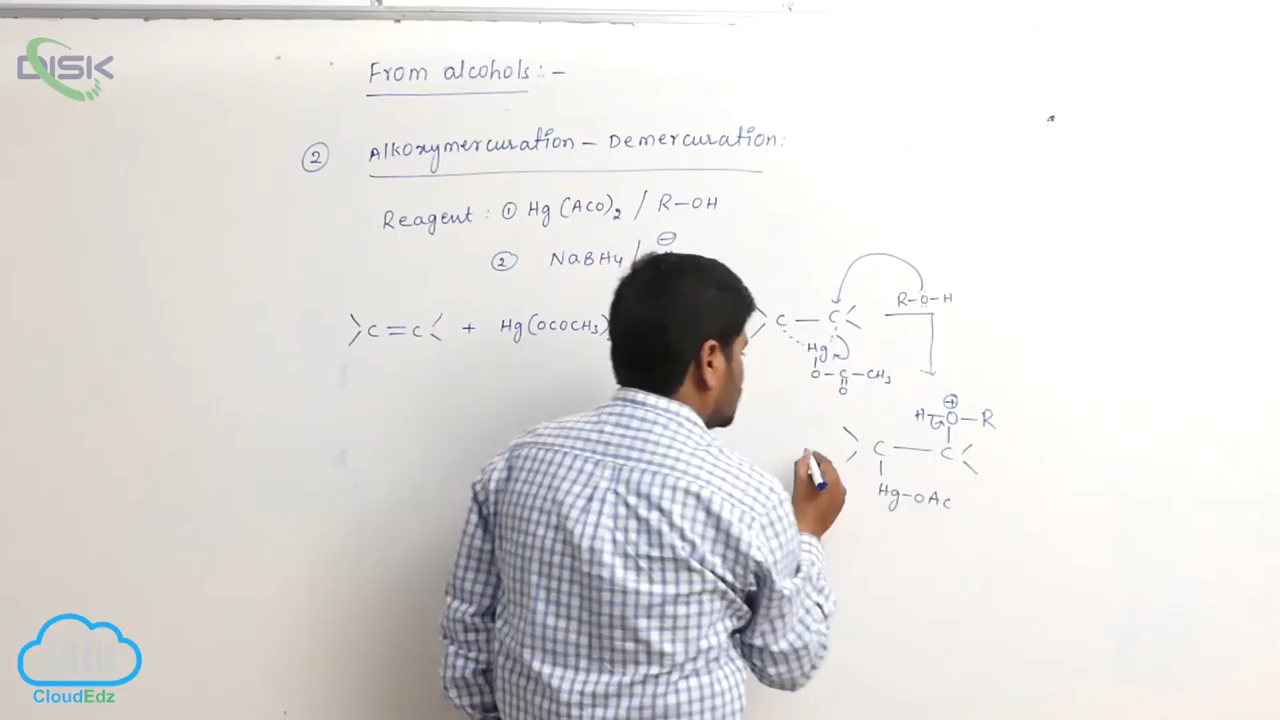 DISK
From alcohols :-
② Alkoxymercuration - Demercuration:
Reagent : ① Hg (ACO)2 / R-OH
② NaBH4 / ⊖
C = C + Hg(OCOCH3)
C — C
R-O-H
Hg
O-C-CH3
O
⊕
H-O-R
C — C
Hg-OAc
CloudEdz